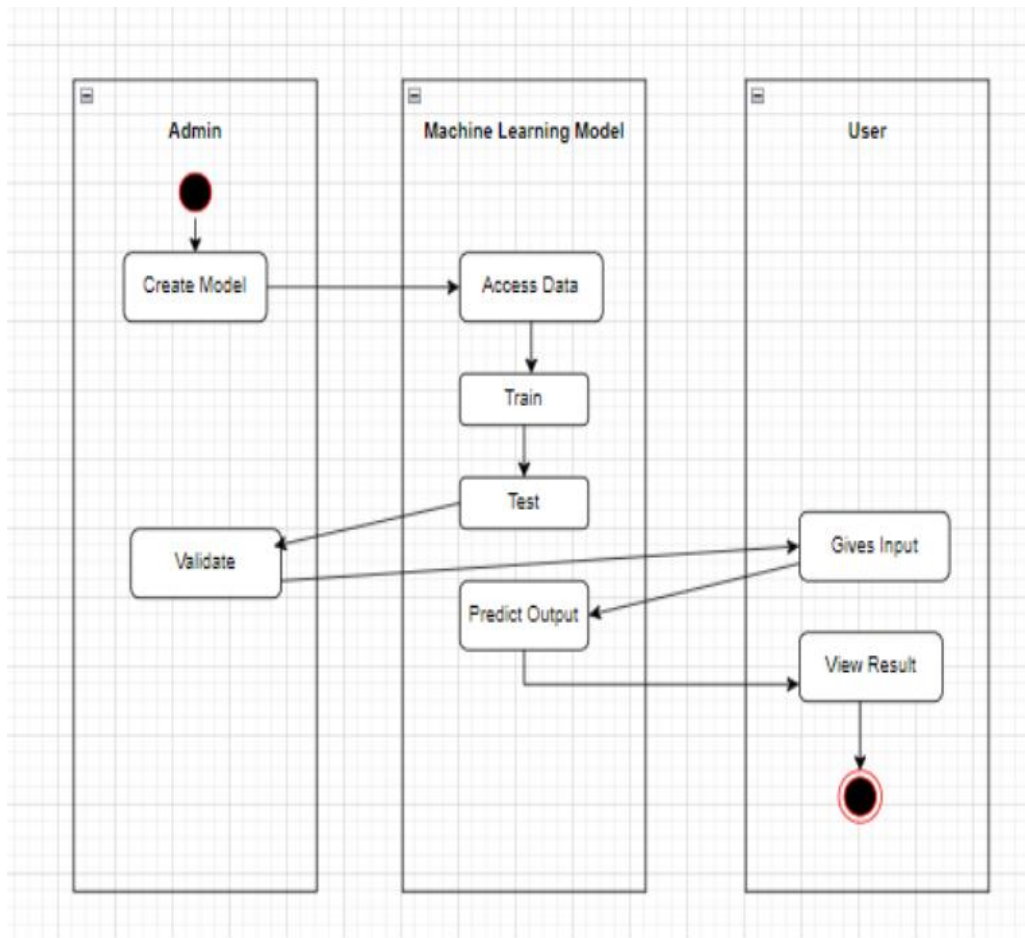 Admin
Machine Learning Model
User
Create Model
Access Data
Train
Test
Validate
Gives Input
Predict Output
View Result